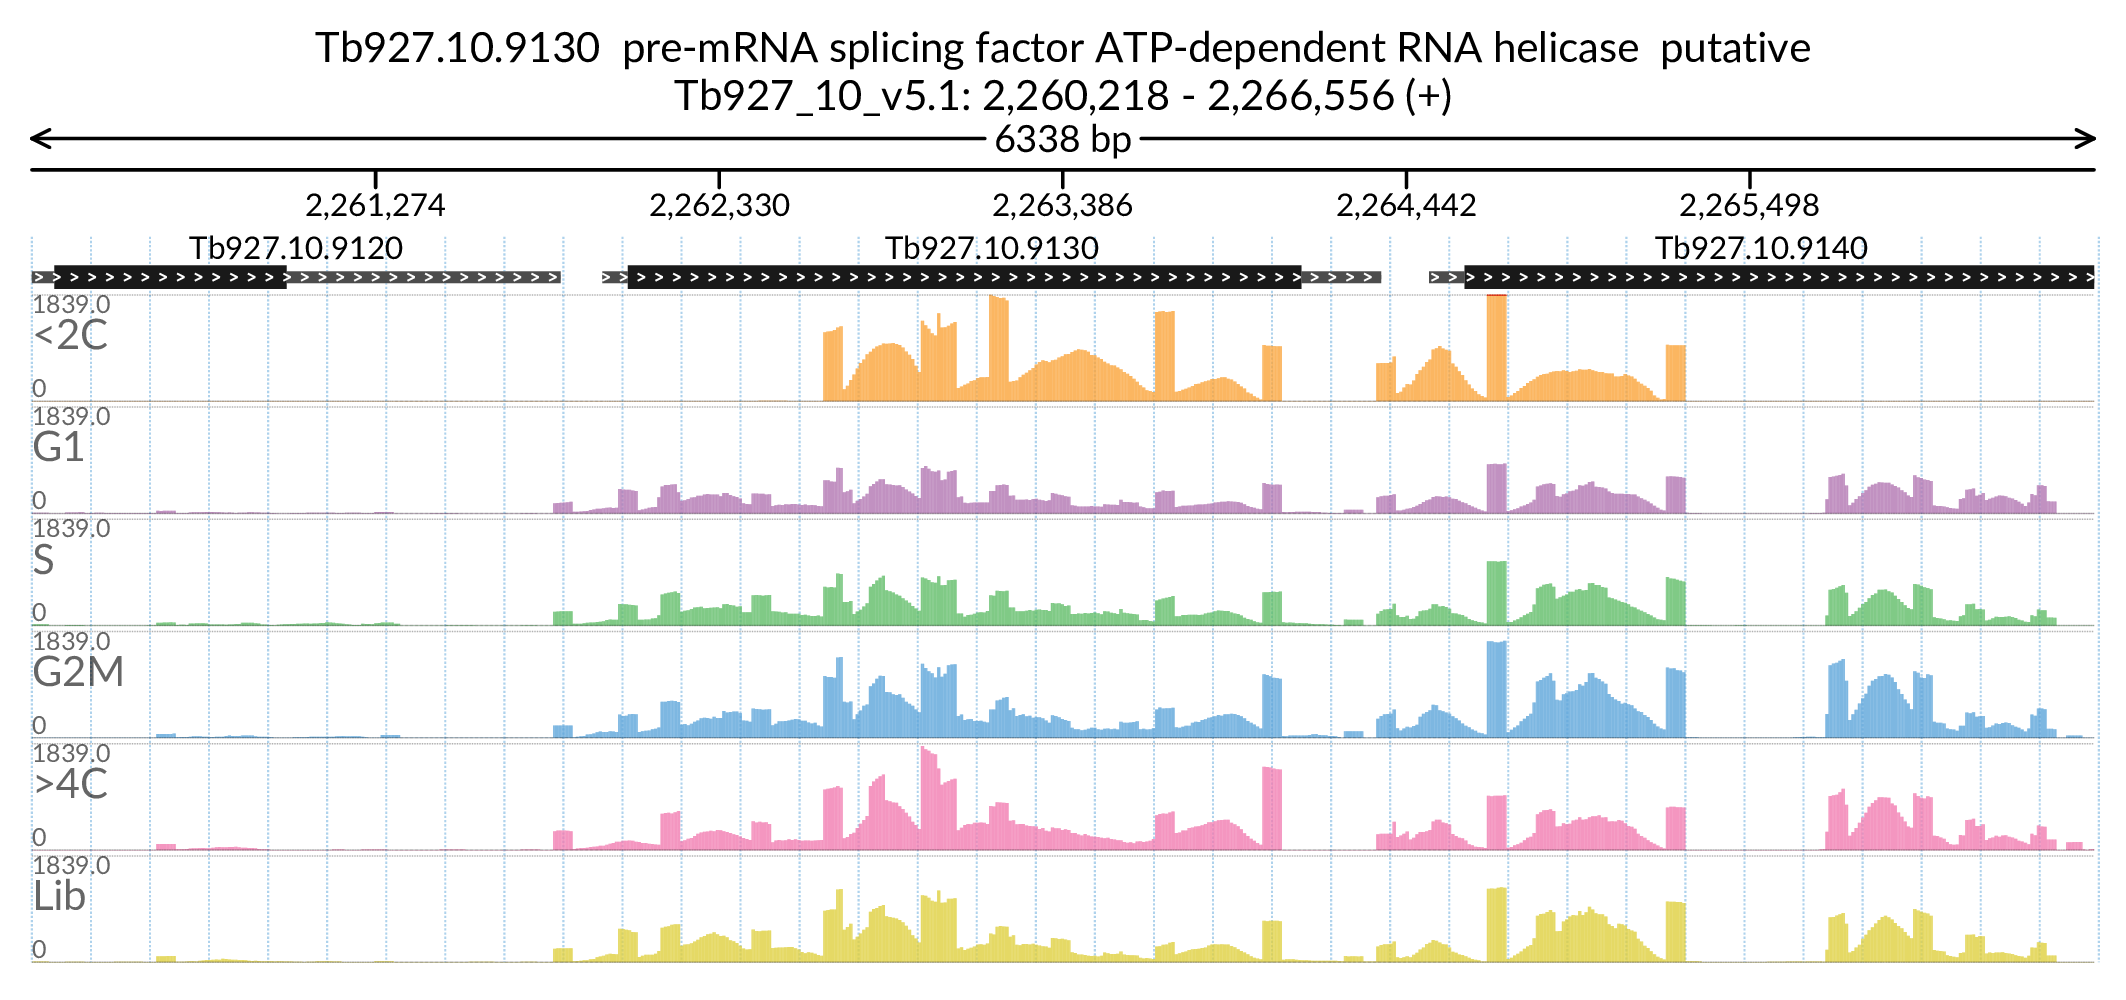 Tb927.10.9130  pre-mRNA splicing factor ATP-dependent RNA helicase  putative
Tb927_10_v5.1: 2,260,218 - 2,266,556 (+)
6338 bp
2,261,274 2,262,330 2,263,386 2,264,442 2,265,498
Tb927.10.9120 Tb927.10.9130 Tb927.10.9140
1839.0
<2C
0
1839.0
G1
0
1839.0
S
0
1839.0
G2M
0
1839.0
>4C
0
1839.0
Lib
0